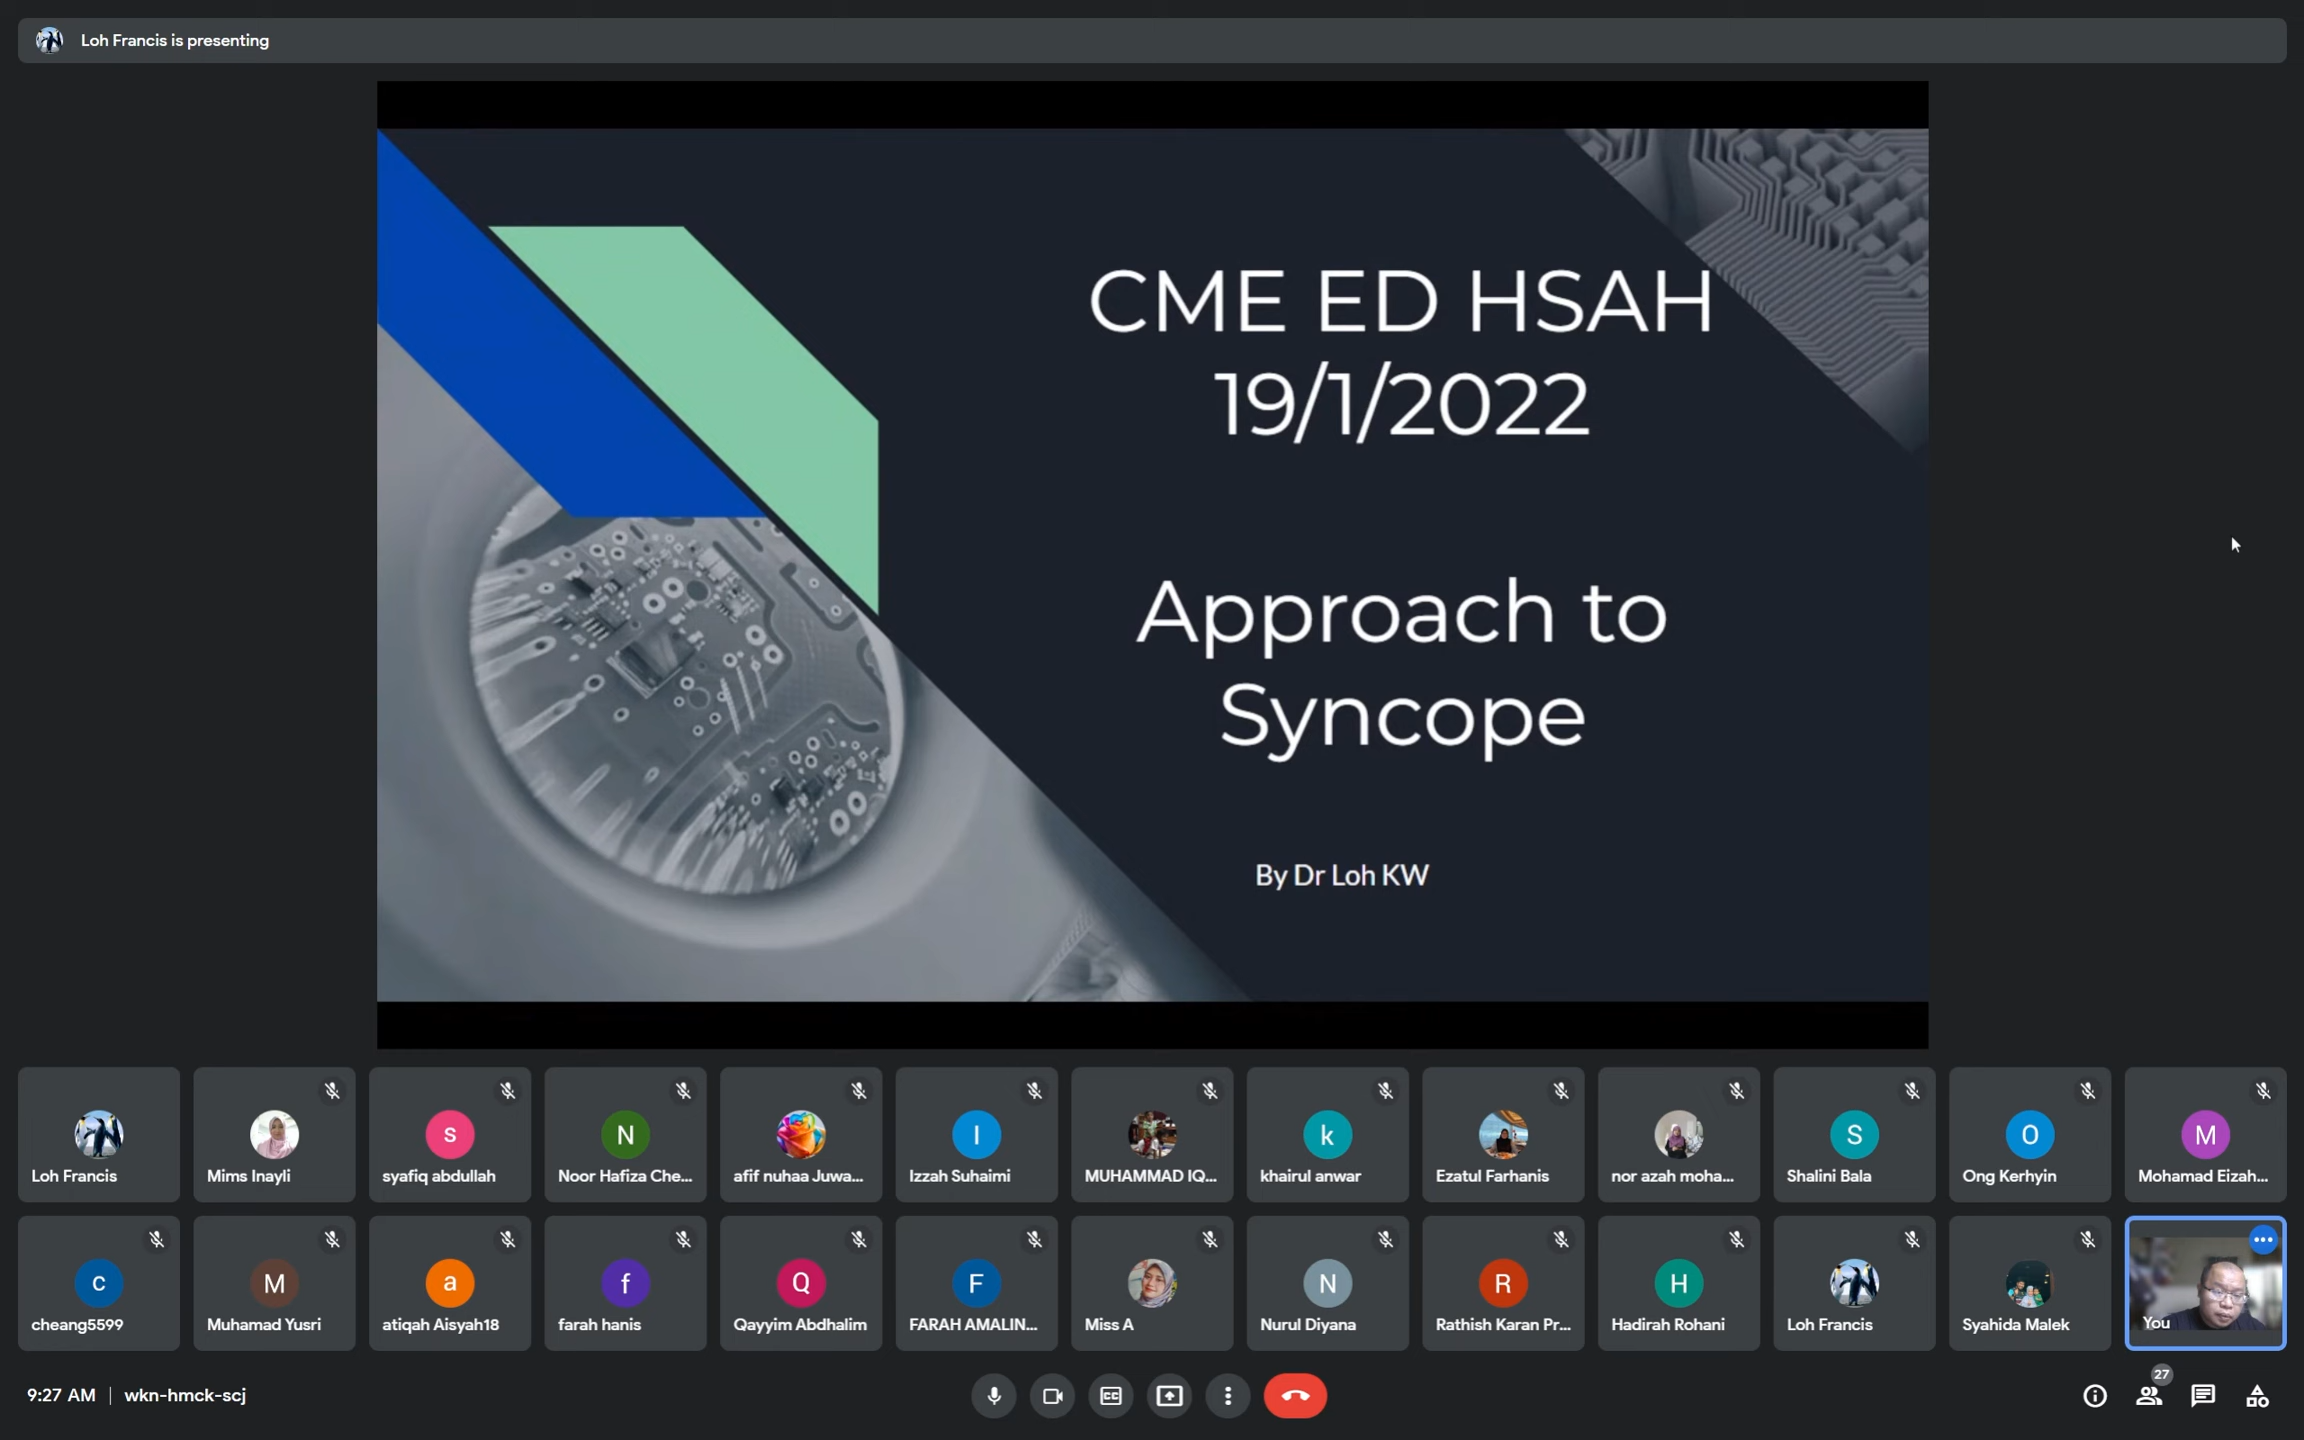 Loh Francis is presenting
CME ED HSAH
19/1/2022
Approach to
Syncope
By Dr Loh KW
Loh Francis
Mims Inayli
s
syafiq abdullah
N
Noor Hafiza Che...
afif nuhaa Juwa...
I
Izzah Suhaimi
MUHAMMAD IQ...
k
khairul anwar
Ezatul Farhanis
nor azah moha...
S
Shalini Bala
O
Ong Kerhyin
M
Mohamad Eizah...
c
cheang5599
M
Muhamad Yusri
a
atiqah Aisyah18
f
farah hanis
Q
Qayyim Abdhalim
F
FARAH AMALIN...
Miss A
N
Nurul Diyana
R
Rathish Karan Pr...
H
Hadirah Rohani
Loh Francis
Syahida Malek
You
9:27 AM | wkn-hmck-scj
CC
27